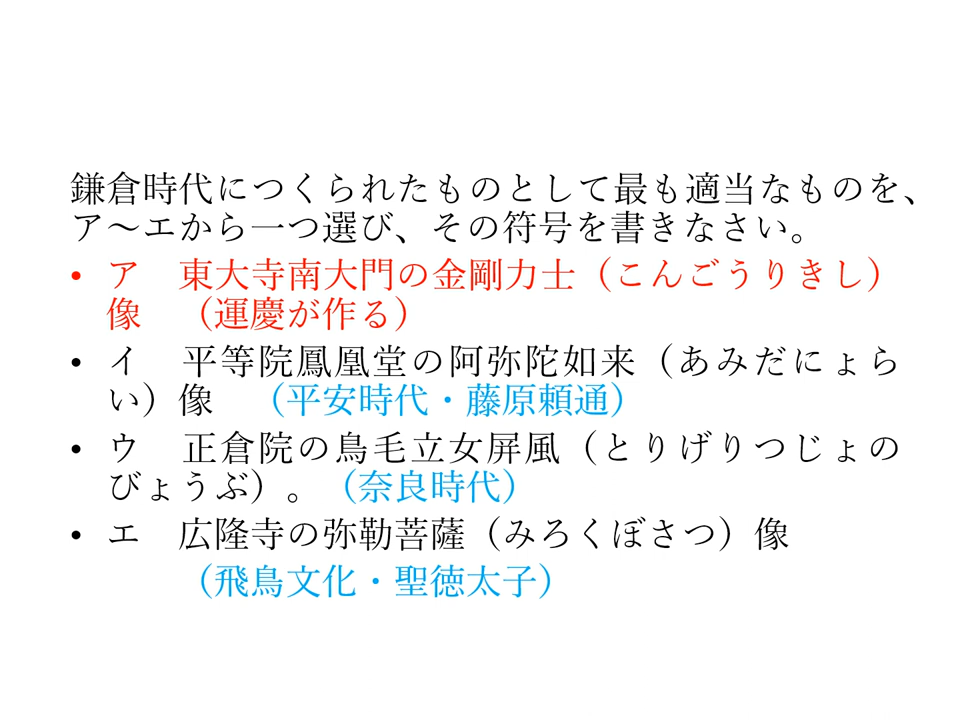 鎌倉時代につくられたものとして最も適当なものを、
ア～エから一つ選び、その符号を書きなさい。
• ア　東大寺南大門の金剛力士（こんごうりきし）
像　（運慶が作る）
• イ　平等院鳳凰堂の阿弥陀如来（あみだにょら
い）像　（平安時代・藤原頼通）
• ウ　正倉院の鳥毛立女屏風（とりげりつじょの
びょうぶ）。（奈良時代）
• エ　広隆寺の弥勒菩薩（みろくぼさつ）像
（飛鳥文化・聖徳太子）